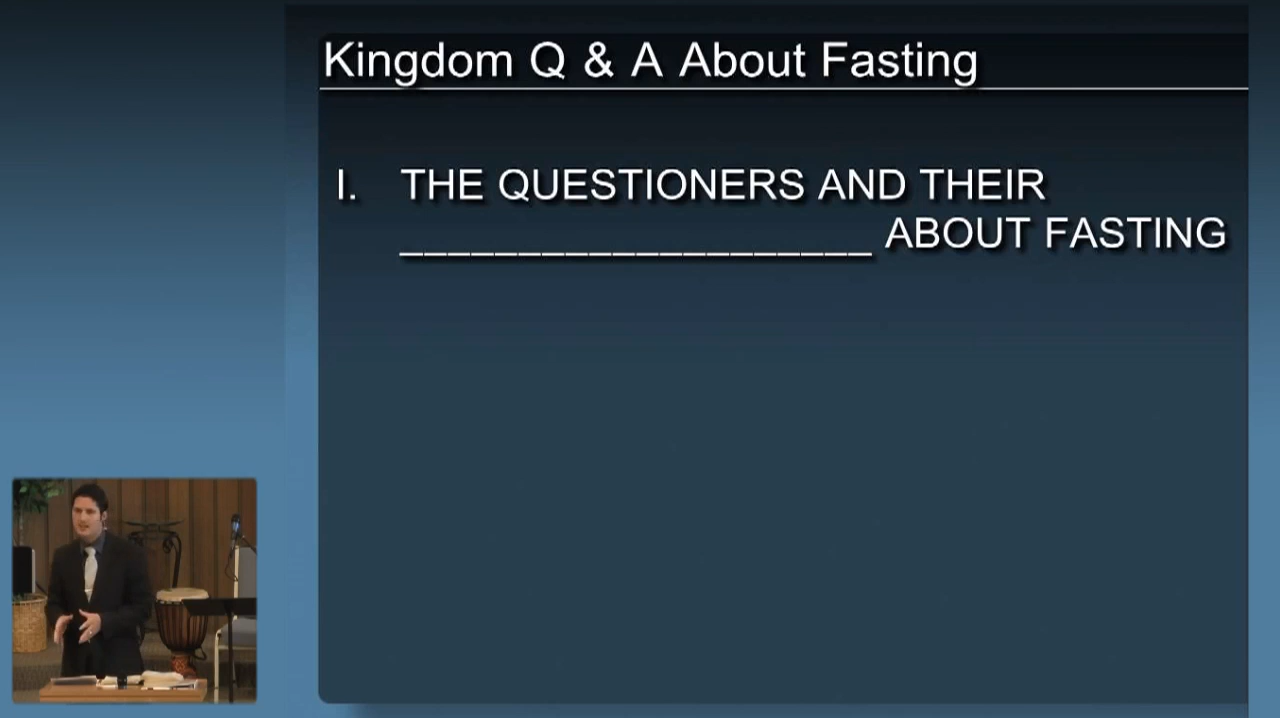 Kingdom Q & A About Fasting
I. THE QUESTIONERS AND THEIR
____________________ ABOUT FASTING